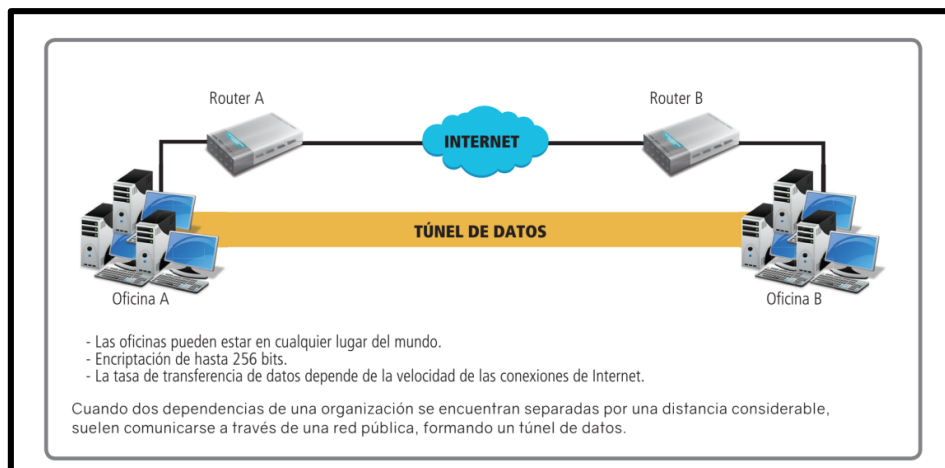 Router A
Router B
INTERNET
TÚNEL DE DATOS
Oficina A
Oficina B
- Las oficinas pueden estar en cualquier lugar del mundo.
- Encriptación de hasta 256 bits.
- La tasa de transferencia de datos depende de la velocidad de las conexiones de Internet.
Cuando dos dependencias de una organización se encuentran separadas por una distancia considerable,
suelen comunicarse a través de una red pública, formando un túnel de datos.